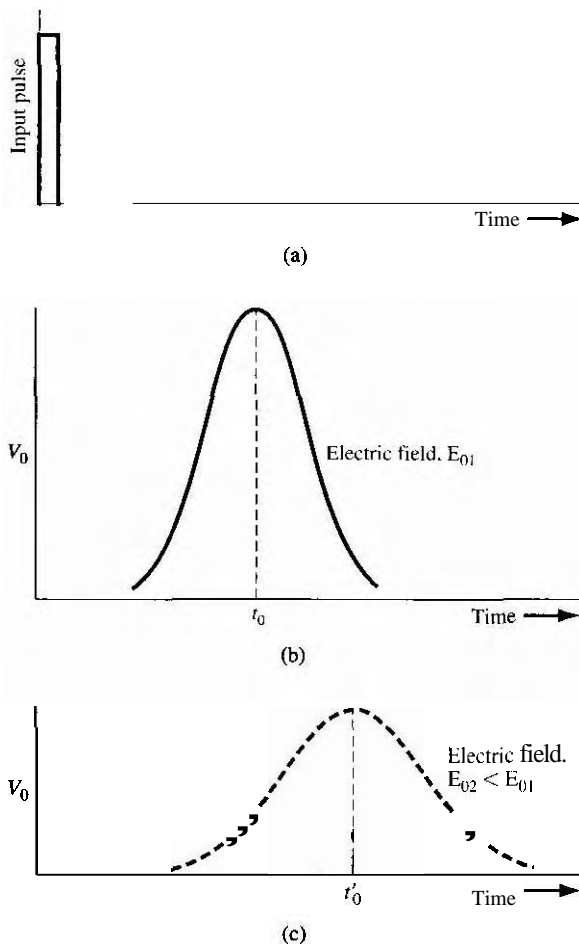 Input pulse
Time
(a)
V₀
Electric field. E₀₁
t₀
Time
(b)
V₀
Electric field.
E₀₂ < E₀₁
t′₀
Time
(c)